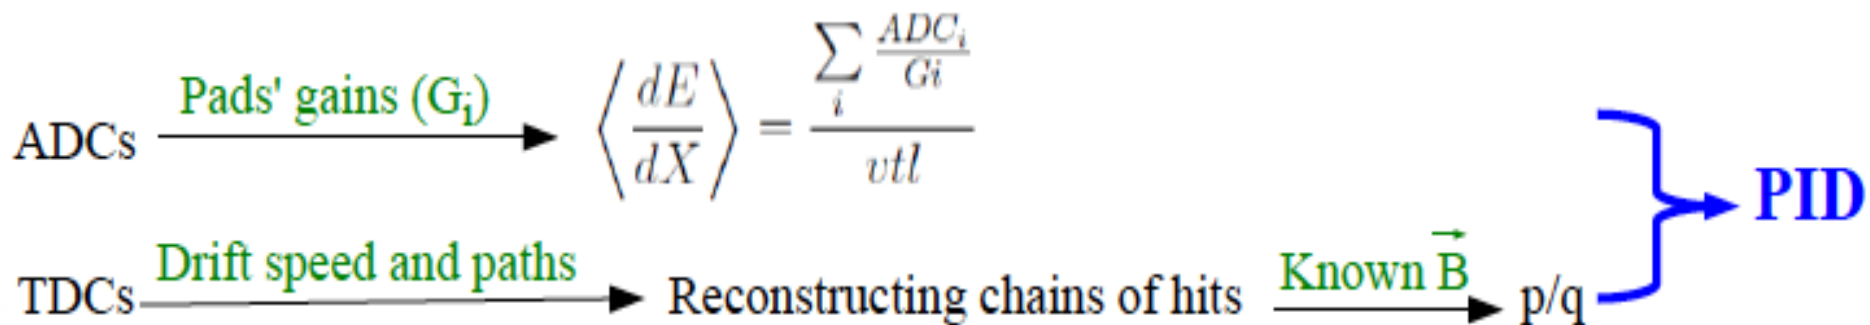 ADCs Pads' gains (Gi) ⟨dE/dX⟩ = ∑i ADCi/Gi / vtl
PID
TDCs Drift speed and paths Reconstructing chains of hits Known B⃗ p/q